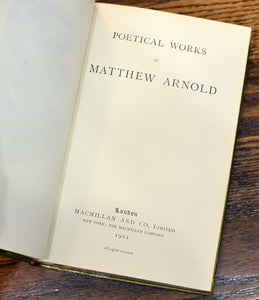 POETICAL WORKS
OF
MATTHEW ARNOLD
London
MACMILLAN AND CO., LIMITED
NEW YORK: THE MACMILLAN COMPANY
1901
All rights reserved